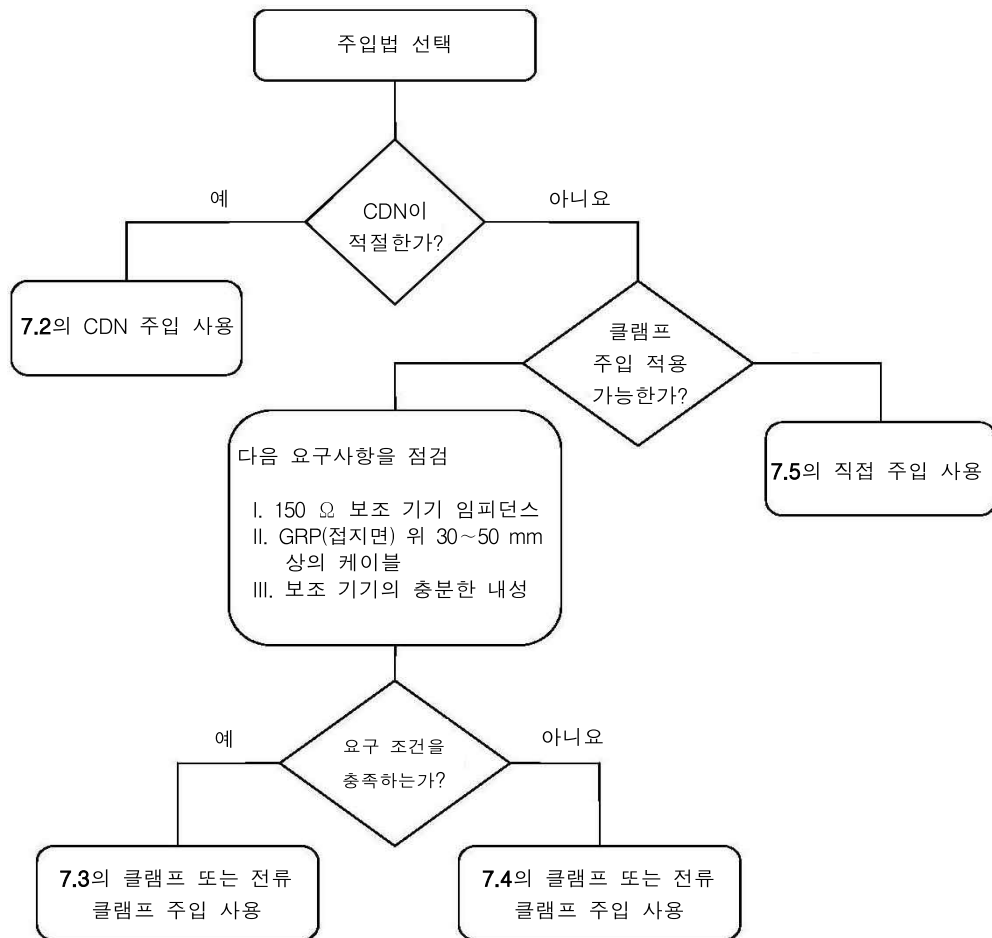 주입법 선택
예
아니요
CDN이
적절한가?
7.2의 CDN 주입 사용
클램프
주입 적용
가능한가?
다음 요구사항을 점검
I. 150 Ω 보조 기기 임피던스
II. GRP(접지면) 위 30~50 mm
상의 케이블
III. 보조 기기의 충분한 내성
7.5의 직접 주입 사용
예
아니요
요구 조건을
충족하는가?
7.3의 클램프 또는 전류
클램프 주입 사용
7.4의 클램프 또는 전류
클램프 주입 사용